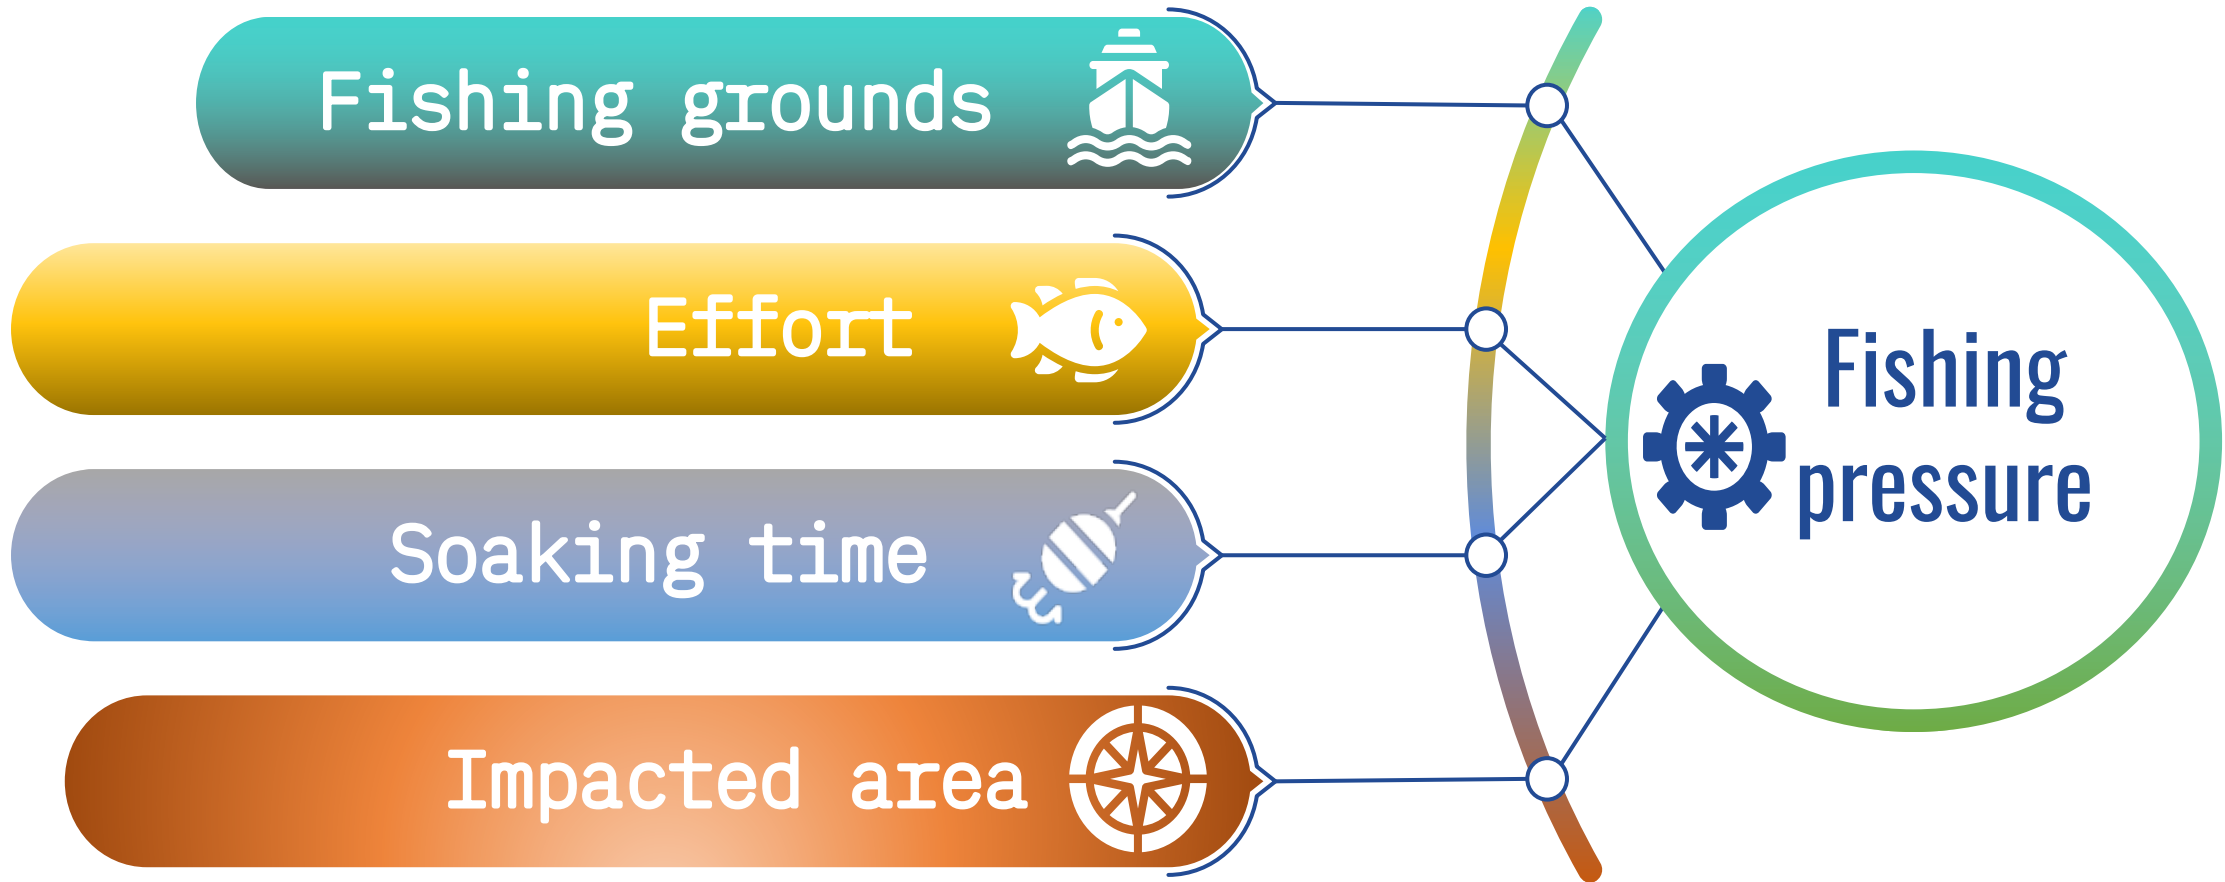 Fishing grounds
Effort
Soaking time
Impacted area
Fishing
pressure